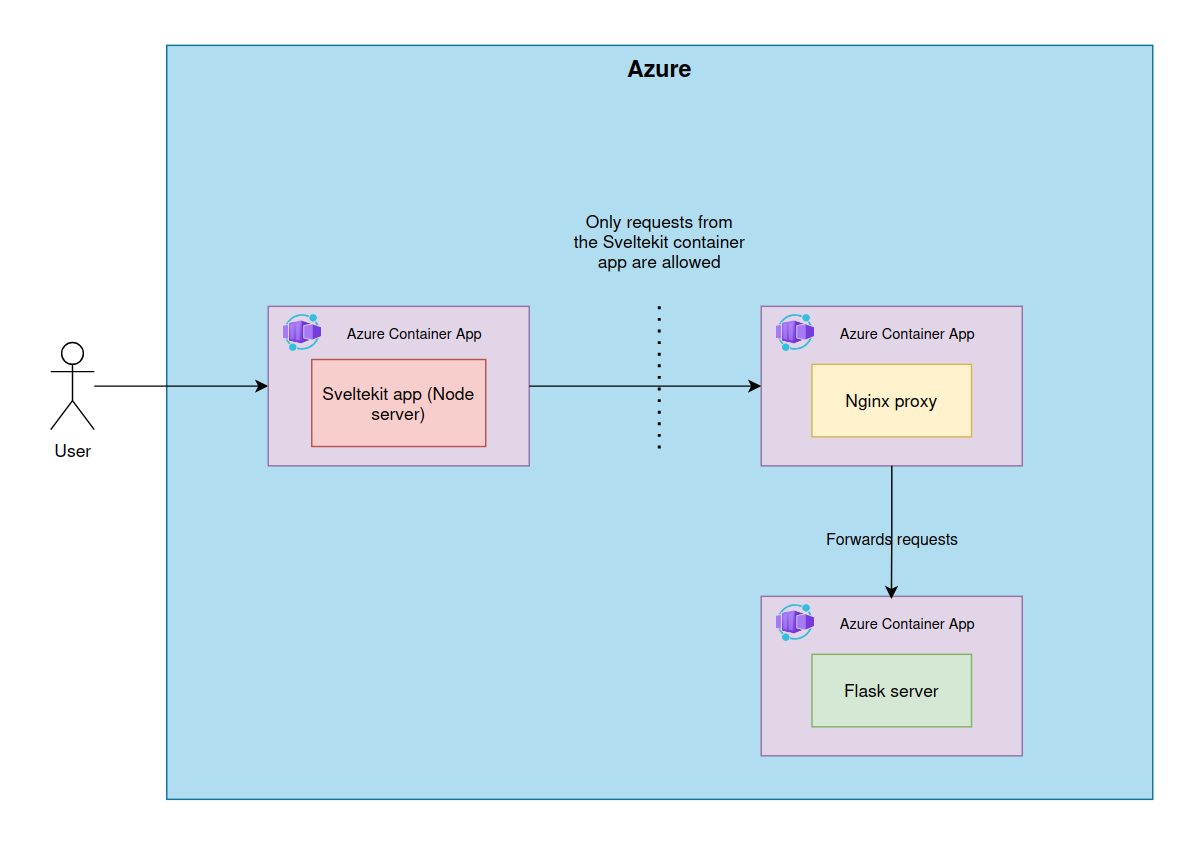 Azure
Only requests from
the Sveltekit container
app are allowed
Azure Container App
Sveltekit app (Node
server)
Azure Container App
Nginx proxy
User
Forwards requests
Azure Container App
Flask server